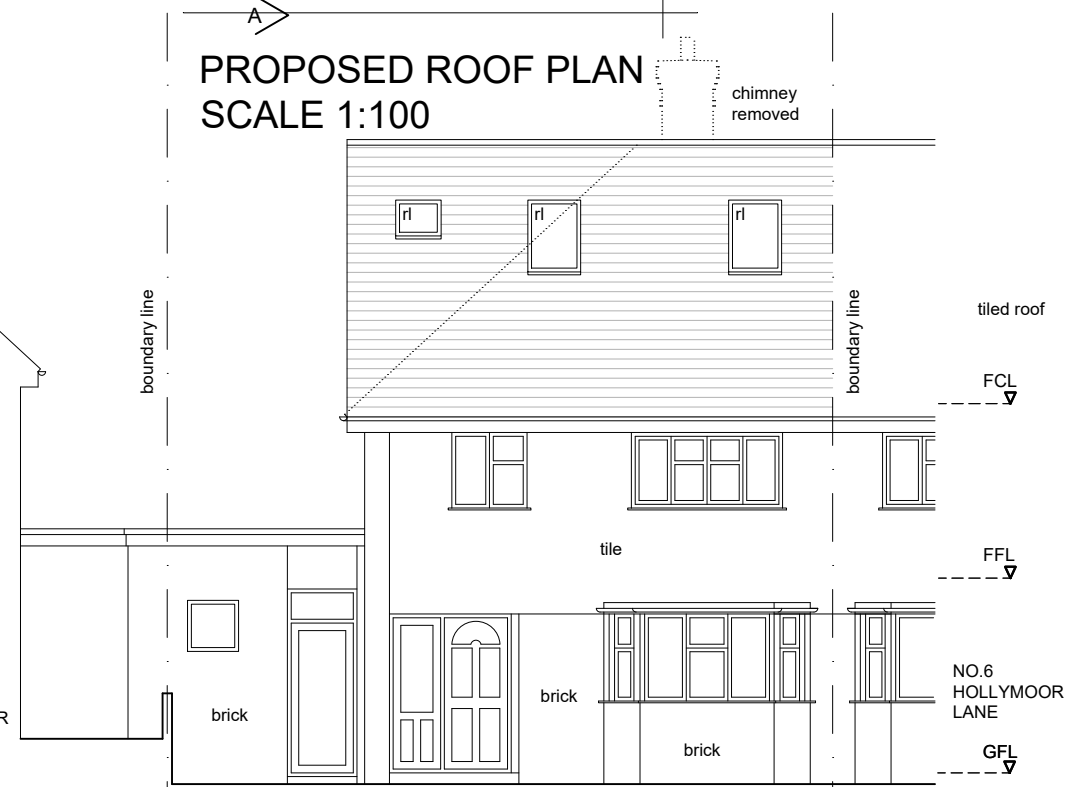 A
PROPOSED ROOF PLAN
SCALE 1:100
chimney
removed
rl
rl
rl
boundary line
boundary line
tiled roof
FCL
tile
FFL
NO.6
HOLLYMOOR
LANE
R
brick
brick
brick
GFL